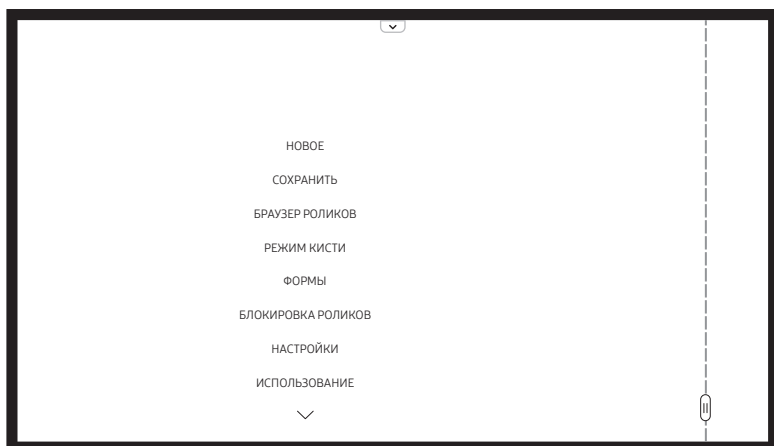 НОВОЕ
СОХРАНИТЬ
БРАУЗЕР РОЛИКОВ
РЕЖИМ КИСТИ
ФОРМЫ
БЛОКИРОВКА РОЛИКОВ
НАСТРОЙКИ
ИСПОЛЬЗОВАНИЕ